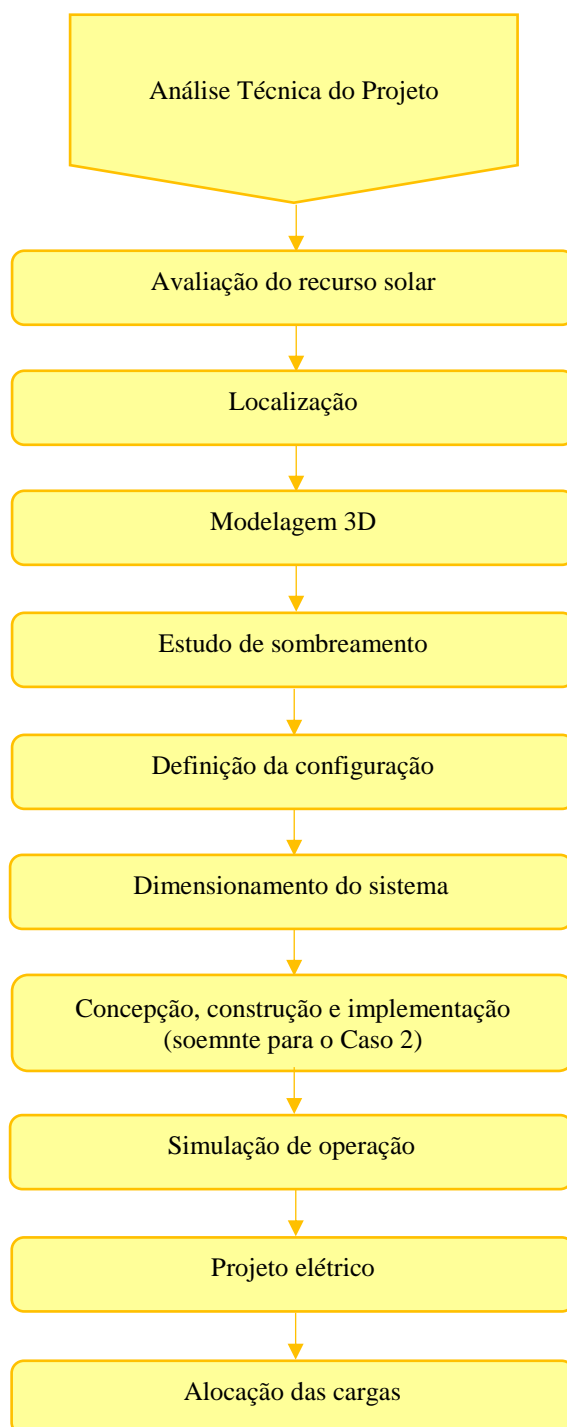 Análise Técnica do Projeto
Avaliação do recurso solar
Localização
Modelagem 3D
Estudo de sombreamento
Definição da configuração
Dimensionamento do sistema
Concepção, construção e implementação
(soemnte para o Caso 2)
Simulação de operação
Projeto elétrico
Alocação das cargas